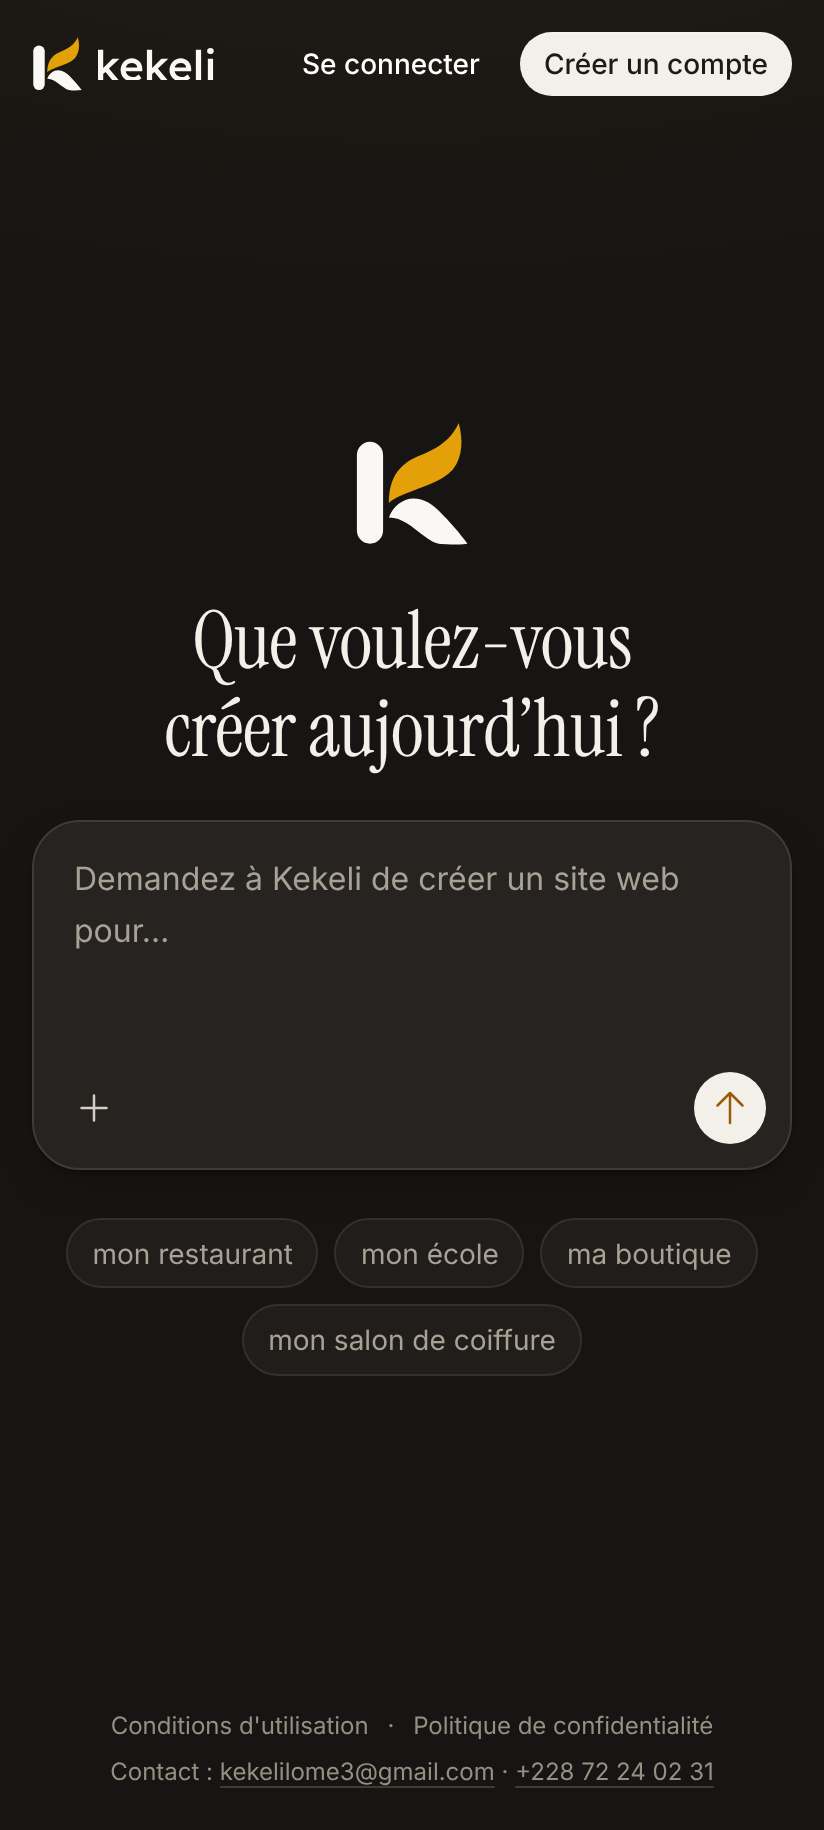 kekeli
Se connecter
Créer un compte
Que voulez-vous
créer aujourd’hui ?
Demandez à Kekeli de créer un site web
pour...
mon restaurant
mon école
ma boutique
mon salon de coiffure
Conditions d'utilisation · Politique de confidentialité
Contact : kekelilome3@gmail.com · +228 72 24 02 31